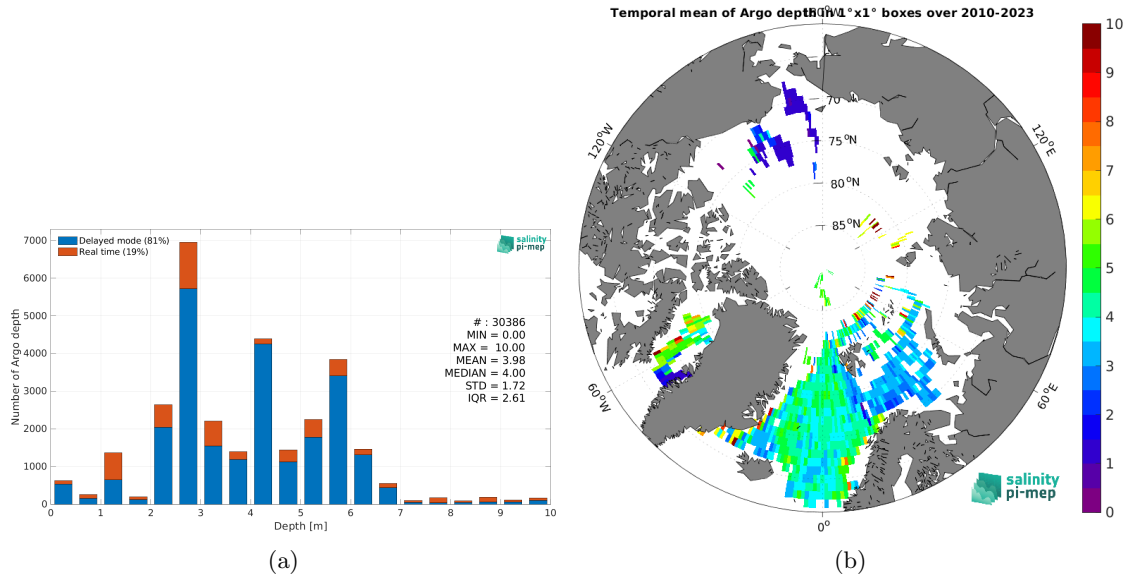 Temporal mean of Argo depth in 1°x1° boxes over 2010-2023
180°W
10
9
8
7
6
5
4
3
2
1
0
120°W
120°E
70°N
75°N
80°N
85°N
60°W
60°E
0°
salinity
pi-mep
7000
6000
5000
4000
3000
2000
1000
0
Number of Argo depth
Delayed mode (81%)
Real time (19%)
salinity
pi-mep
# : 30386
MIN = 0.00
MAX = 10.00
MEAN = 3.98
MEDIAN = 4.00
STD = 1.72
IQR = 2.61
0 1 2 3 4 5 6 7 8 9 10
Depth [m]
(a)
(b)